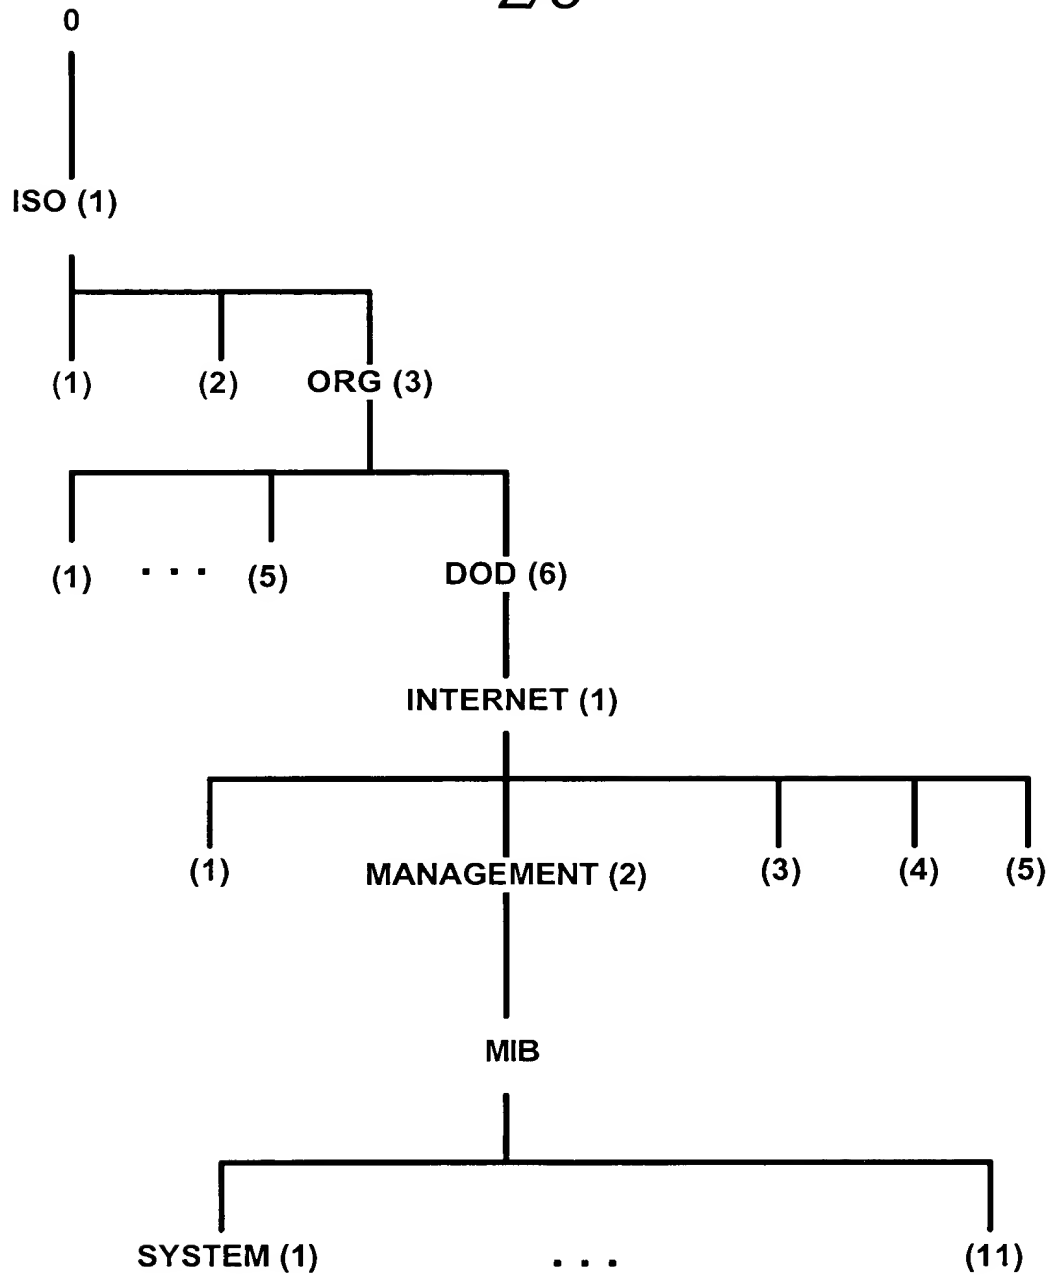 0
ISO (1)
(1) (2) ORG (3)
(1) . . . (5) DOD (6)
INTERNET (1)
(1) MANAGEMENT (2) (3) (4) (5)
MIB
SYSTEM (1) . . . (11)